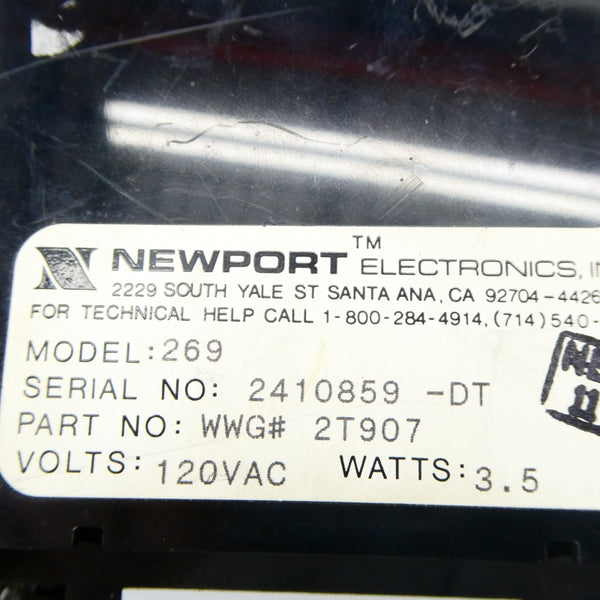 NEWPORT™ ELECTRONICS,
2229 SOUTH YALE ST SANTA ANA, CA 92704-4426
FOR TECHNICAL HELP CALL 1-800-284-4914, (714) 540-
MODEL: 269
SERIAL NO: 2410859 -DT
PART NO: WWG# 2T907
VOLTS: 120VAC WATTS: 3.5
11